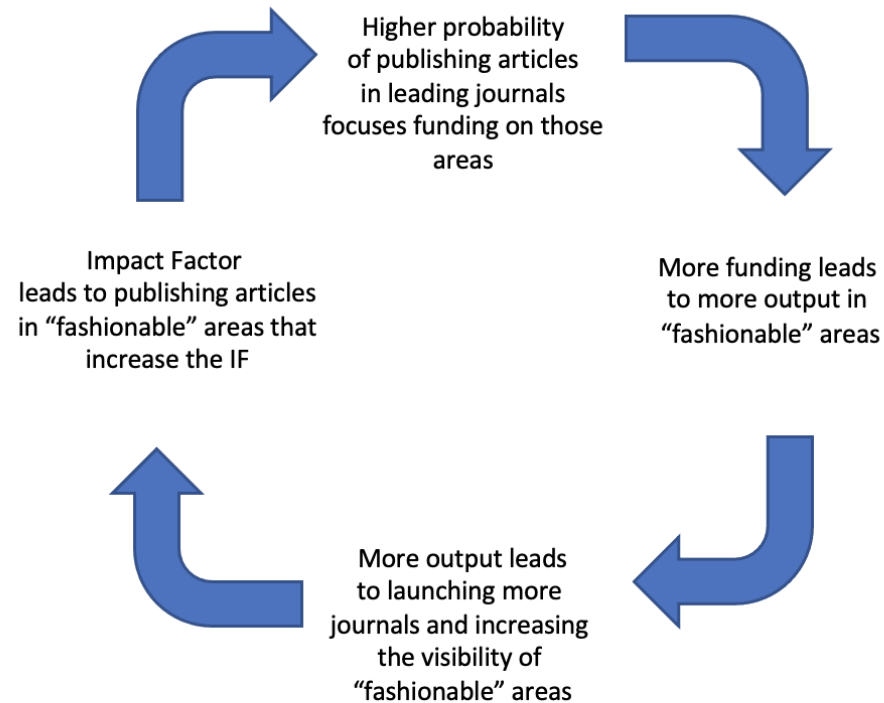 Higher probability
of publishing articles
in leading journals
focuses funding on those
areas
More funding leads
to more output in
“fashionable” areas
More output leads
to launching more
journals and increasing
the visibility of
“fashionable” areas
Impact Factor
leads to publishing articles
in “fashionable” areas that
increase the IF